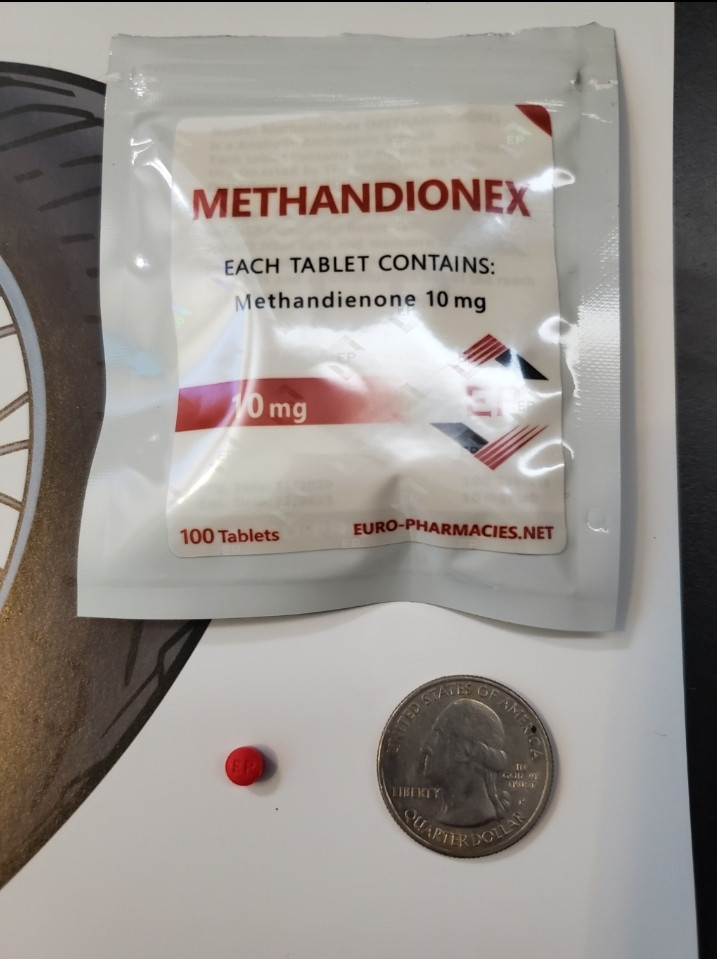 METHANDIONEX
EACH TABLET CONTAINS:
Methandienone 10 mg
10 mg
EP
100 Tablets
EURO-PHARMACIES.NET
EP
UNITED STATES OF AMERICA
LIBERTY
IN
GOD WE
TRUST
QUARTER DOLLAR